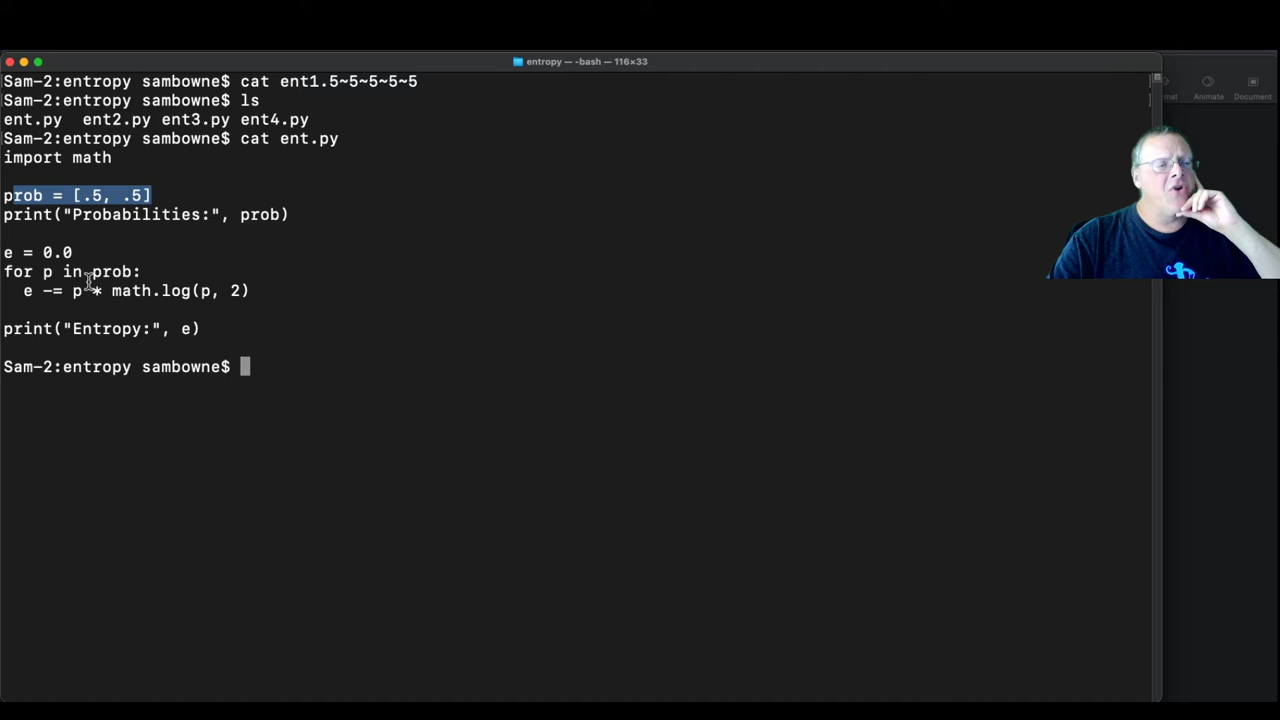 entropy — -bash — 116×33
Sam-2:entropy sambowne$ cat ent1.5~5~5~5~5
Sam-2:entropy sambowne$ ls
ent.py  ent2.py ent3.py ent4.py
Sam-2:entropy sambowne$ cat ent.py
import math
prob = [.5, .5]
print("Probabilities:", prob)
e = 0.0
for p in prob:
  e -= p * math.log(p, 2)
print("Entropy:", e)
Sam-2:entropy sambowne$
Animate Document